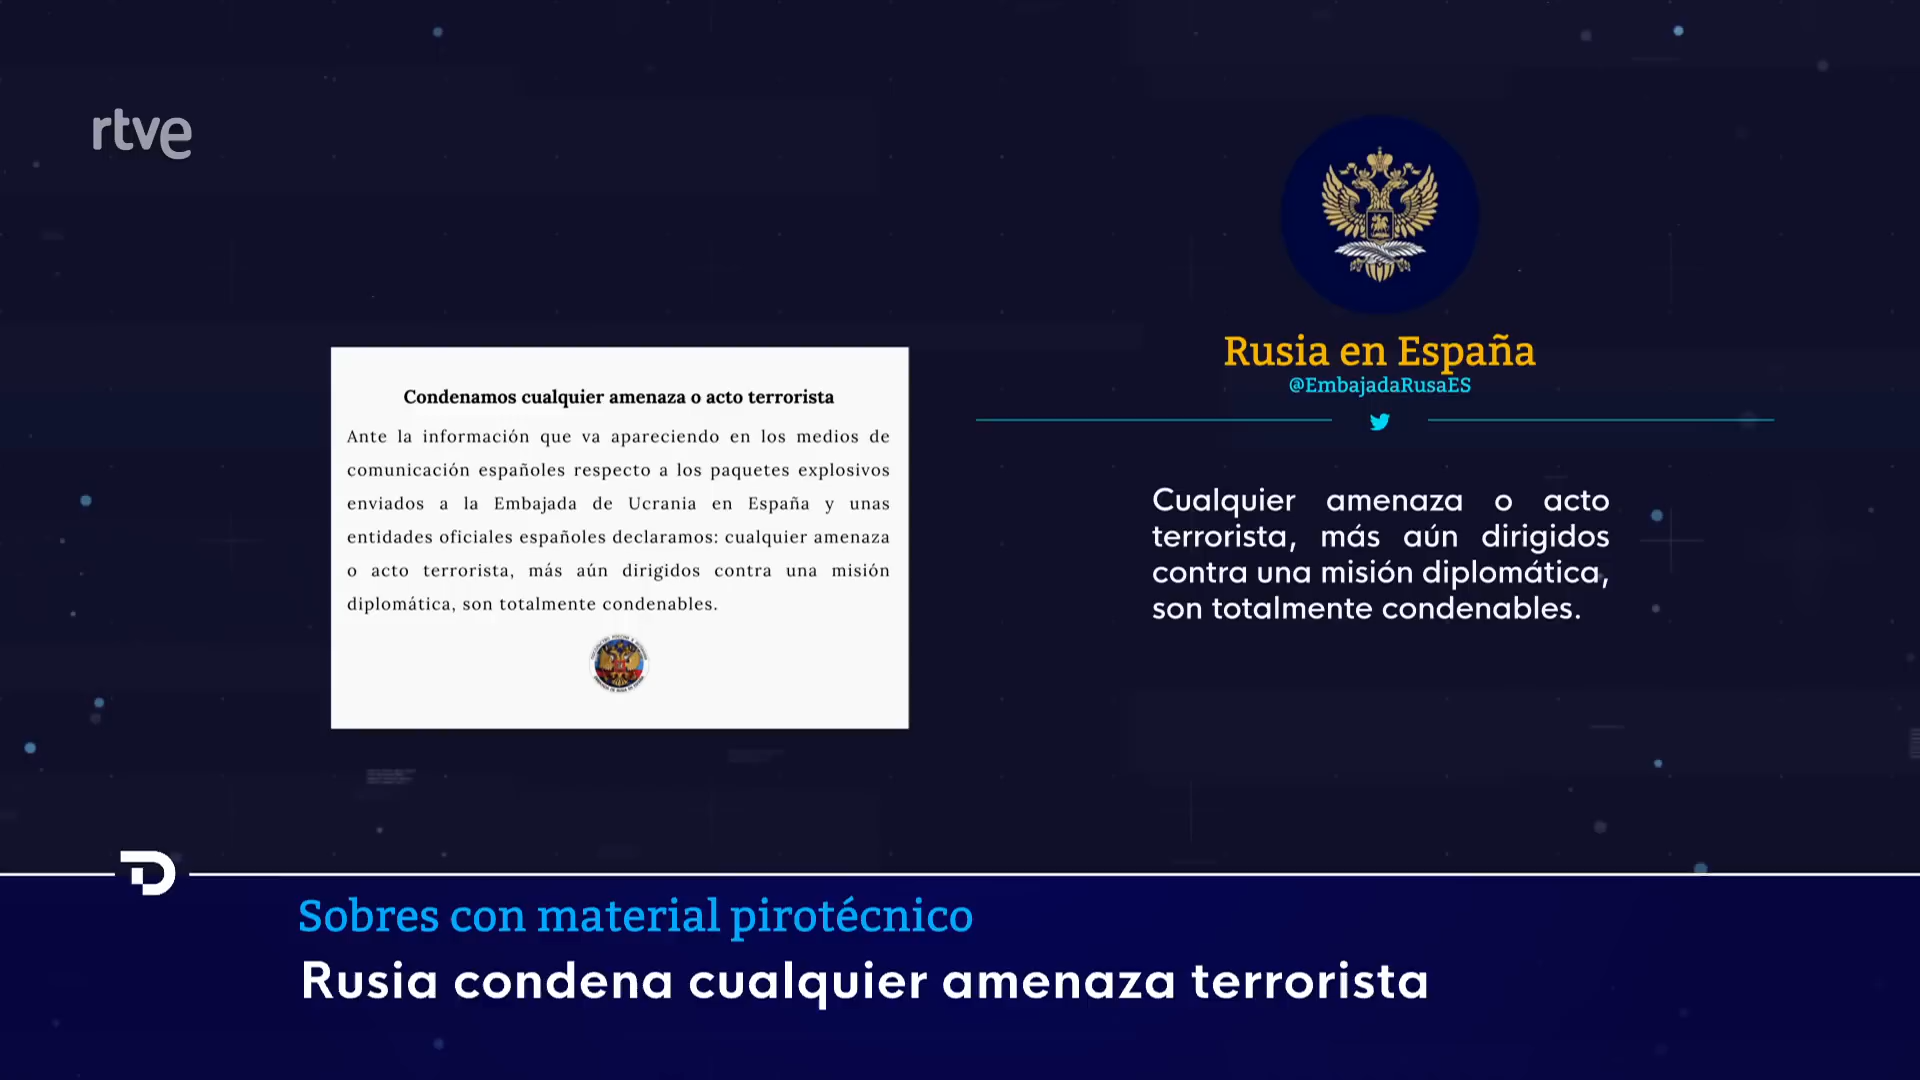 rtve
Condenamos cualquier amenaza o acto terrorista
Ante la información que va apareciendo en los medios de
comunicación españoles respecto a los paquetes explosivos
enviados a la Embajada de Ucrania en España y unas
entidades oficiales españoles declaramos: cualquier amenaza
o acto terrorista, más aún dirigidos contra una misión
diplomática, son totalmente condenables.
Rusia en España
@EmbajadaRusaES
Cualquier amenaza o acto
terrorista, más aún dirigidos
contra una misión diplomática,
son totalmente condenables.
Sobres con material pirotécnico
Rusia condena cualquier amenaza terrorista